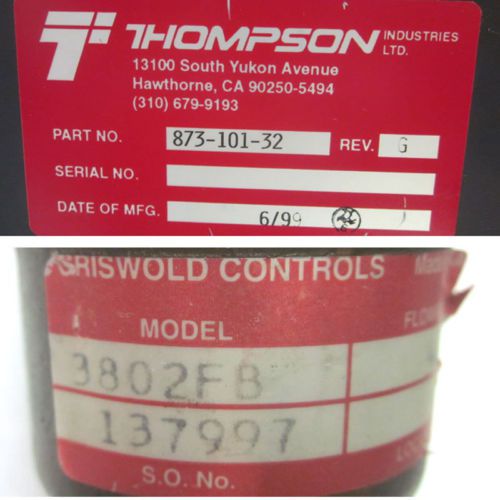 THOMPSON INDUSTRIES LTD.
13100 South Yukon Avenue
Hawthorne, CA 90250-5494
(310) 679-9193
PART NO. 873-101-32 REV. G
SERIAL NO.
DATE OF MFG. 6/99
GRISWOLD CONTROLS
MODEL
3802FB
137997
S.O. No.